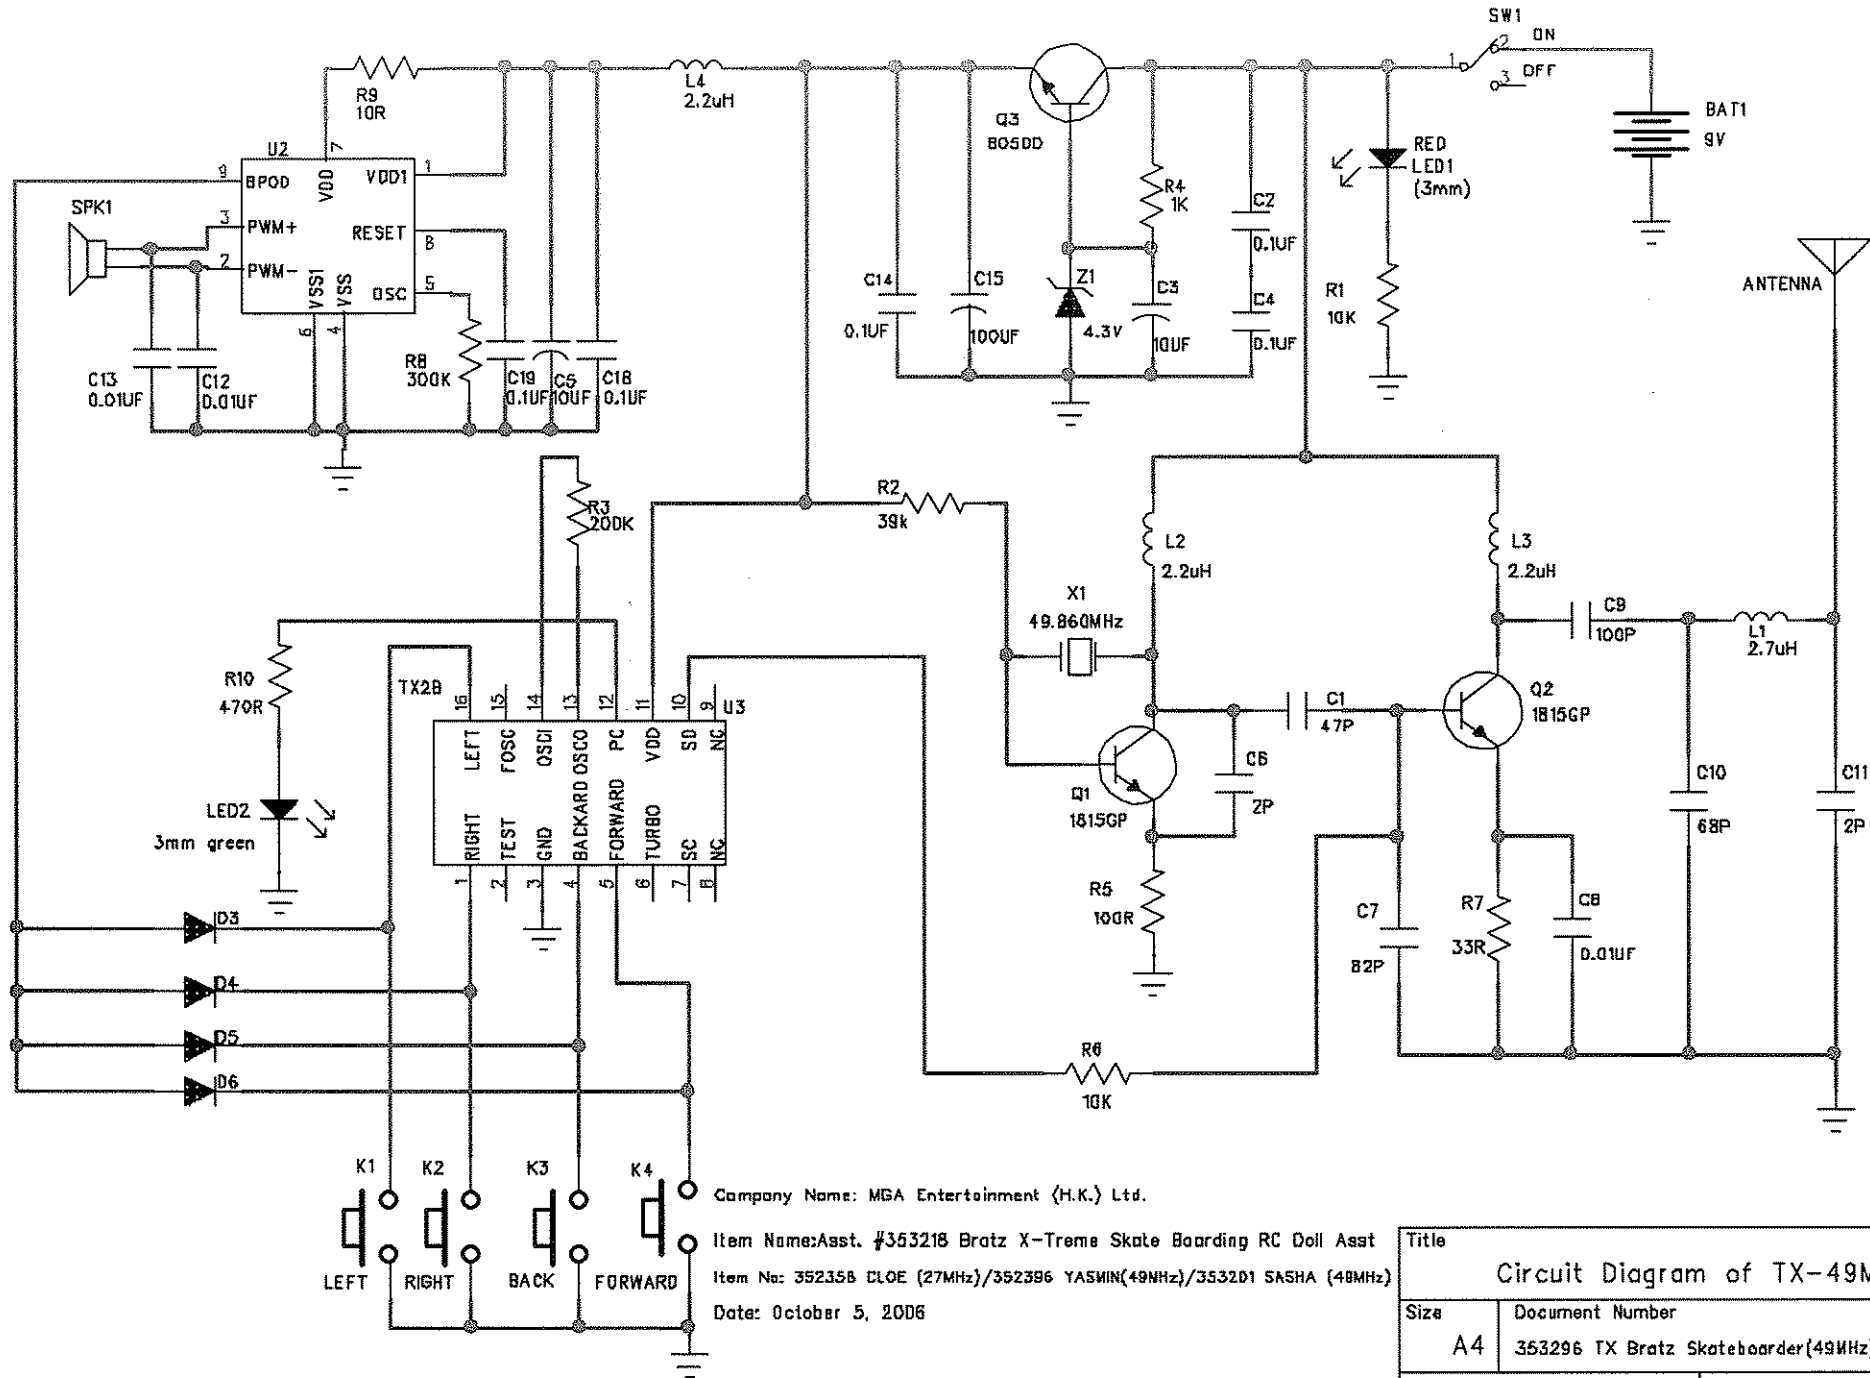 SW1
2 ON
1
3 OFF
BAT1
9V
R9
10R
L4
2.2uH
Q3
8050D
RED
LED1
(3mm)
R1
10K
R4
1K
C2
0.1UF
C4
0.1UF
C3
10UF
Z1
4.3V
C15
100UF
C14
0.1UF
ANTENNA
U2
7
9 BPOD
VDD
VDD1 1
SPK1
3 PWM+
RESET 8
2 PWM-
OSC 5
VSS1
VSS
6
4
C13
0.01UF
C12
0.01UF
R8
300K
C19
0.1UF
C5
10UF
C18
0.1UF
R3
200K
R2
39k
L2
2.2uH
L3
2.2uH
X1
49.860MHz
C9
100P
L1
2.7uH
R10
470R
LED2
3mm green
TX2B
U3
16 15 14 13 12 11 10 9
LEFT FOSC OSCI OSCO PC VDD SO NC
RIGHT TEST GND BACKARD FORWARD TURBO SC NC
1 2 3 4 5 6 7 8
C1
47P
Q2
1815GP
Q1
1815GP
C6
2P
C10
68P
C11
2P
R5
100R
C7
82P
R7
33R
C8
0.01UF
R6
10K
D3
D4
D5
D6
K1
K2
K3
K4
LEFT
RIGHT
BACK
FORWARD
Company Name: MGA Entertainment (H.K.) Ltd.
Item Name:Asst. #353218 Bratz X-Treme Skate Boarding RC Doll Asst
Item No: 352358 CLOE (27MHz)/352396 YASMIN(49MHz)/353201 SASHA (49MHz)
Date: October 5, 2006
Title
Circuit Diagram of TX-49M
Size
A4
Document Number
353296 TX Bratz Skateboarder(49MHz)